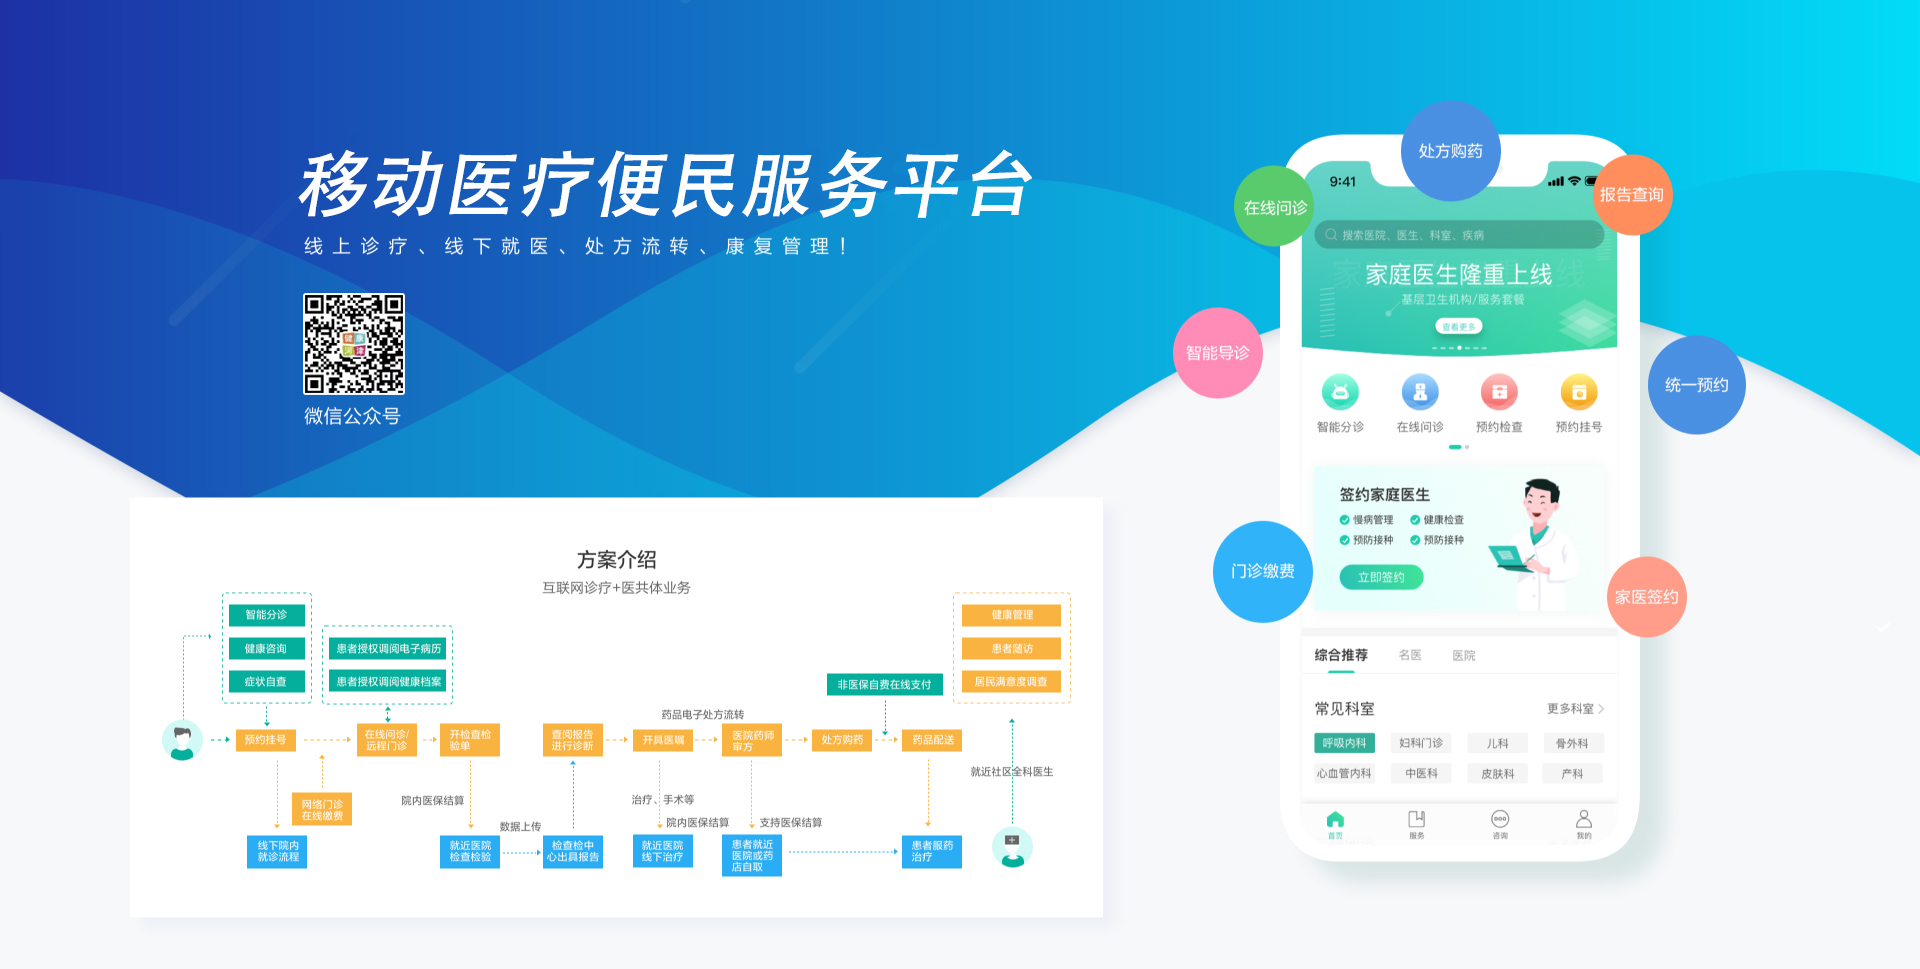 移动医疗便民服务平台
线上诊疗、线下就医、处方流转、康复管理！
微信公众号
方案介绍
互联网诊疗+医共体业务
智能分诊
健康咨询
症状自查
患者授权调阅电子病历
患者授权调阅健康档案
健康管理
患者随访
居民满意度调查
非医保自费在线支付
药品电子处方流转
预约挂号
在线问诊/
远程门诊
开检查检
验单
查阅报告
进行诊断
开具医嘱
医院药师
审方
处方购药
药品配送
就近社区全科医生
网络门诊
在线缴费
院内医保结算
数据上传
治疗、手术等
院内医保结算
支持医保结算
线下院内
就诊流程
就近医院
检查检验
检查检中
心出具报告
就近医院
线下治疗
患者就近
医院或药
店自取
患者服药
治疗
处方购药
在线问诊
报告查询
智能导诊
统一预约
门诊缴费
家医签约
9:41
搜索医院、医生、科室、疾病
家庭医生隆重上线
基层卫生机构/服务套餐
查看更多
智能分诊
在线问诊
预约检查
预约挂号
签约家庭医生
慢病管理
健康检查
预防接种
预防接种
立即签约
综合推荐
名医
医院
常见科室
更多科室
呼吸内科
妇科门诊
儿科
骨外科
心血管内科
中医科
皮肤科
产科
首页
服务
咨询
我的